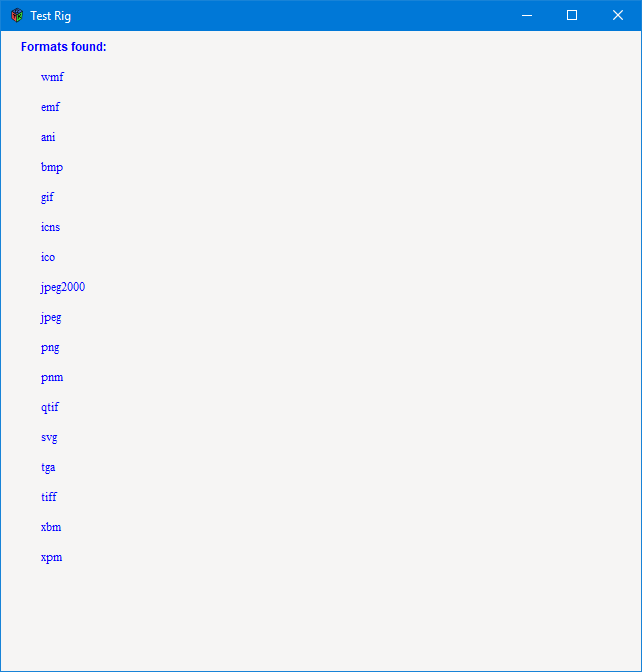 Test Rig
Formats found:
wmf
emf
ani
bmp
gif
icns
ico
jpeg2000
jpeg
png
pnm
qtif
svg
tga
tiff
xbm
xpm